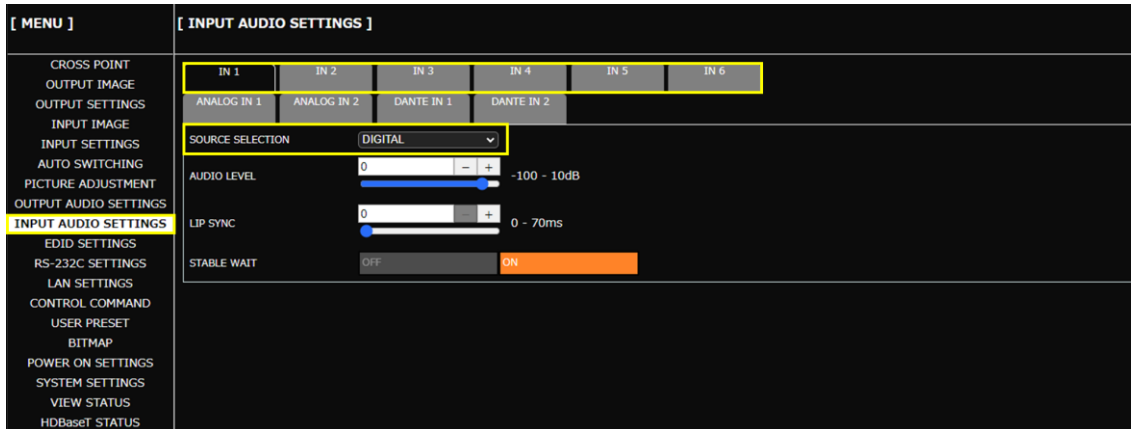 [ MENU ]
[ INPUT AUDIO SETTINGS ]
CROSS POINT
OUTPUT IMAGE
OUTPUT SETTINGS
INPUT IMAGE
INPUT SETTINGS
AUTO SWITCHING
PICTURE ADJUSTMENT
OUTPUT AUDIO SETTINGS
INPUT AUDIO SETTINGS
EDID SETTINGS
RS-232C SETTINGS
LAN SETTINGS
CONTROL COMMAND
USER PRESET
BITMAP
POWER ON SETTINGS
SYSTEM SETTINGS
VIEW STATUS
HDBaseT STATUS
IN 1 IN 2 IN 3 IN 4 IN 5 IN 6
ANALOG IN 1 ANALOG IN 2 DANTE IN 1 DANTE IN 2
SOURCE SELECTION DIGITAL
AUDIO LEVEL 0 − + -100 - 10dB
LIP SYNC 0 − + 0 - 70ms
STABLE WAIT OFF ON